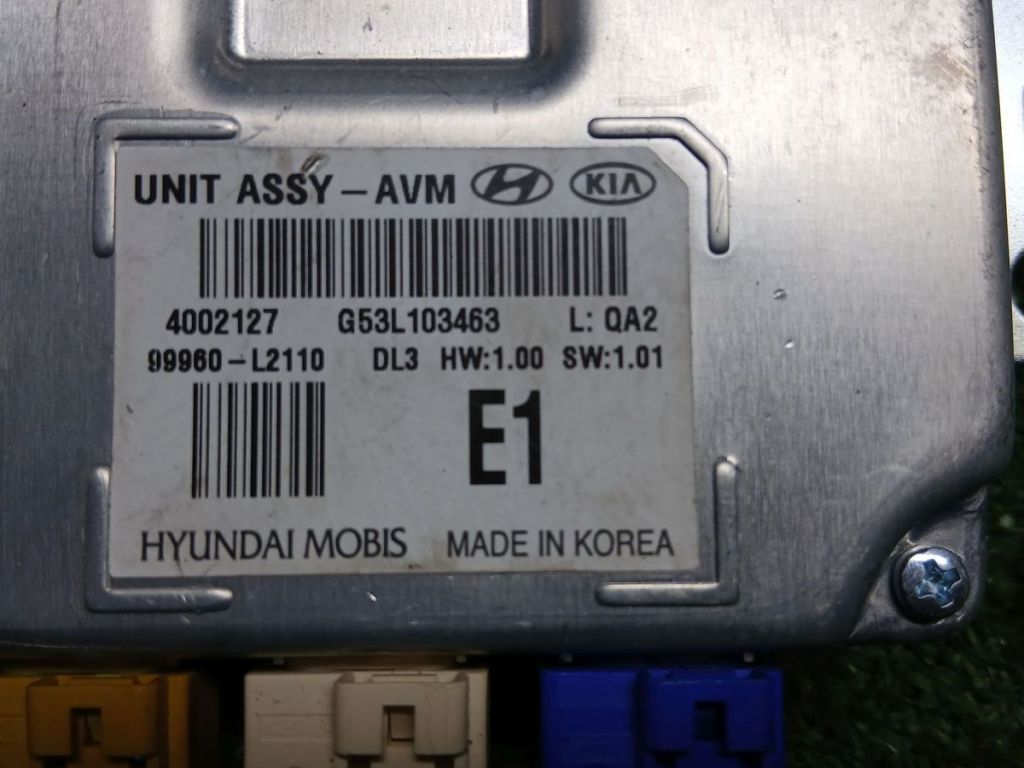 UNIT ASSY-AVM KIA
4002127 G53L103463 L: QA2
99960-L2110 DL3 HW:1.00 SW:1.01
E1
HYUNDAI MOBIS MADE IN KOREA